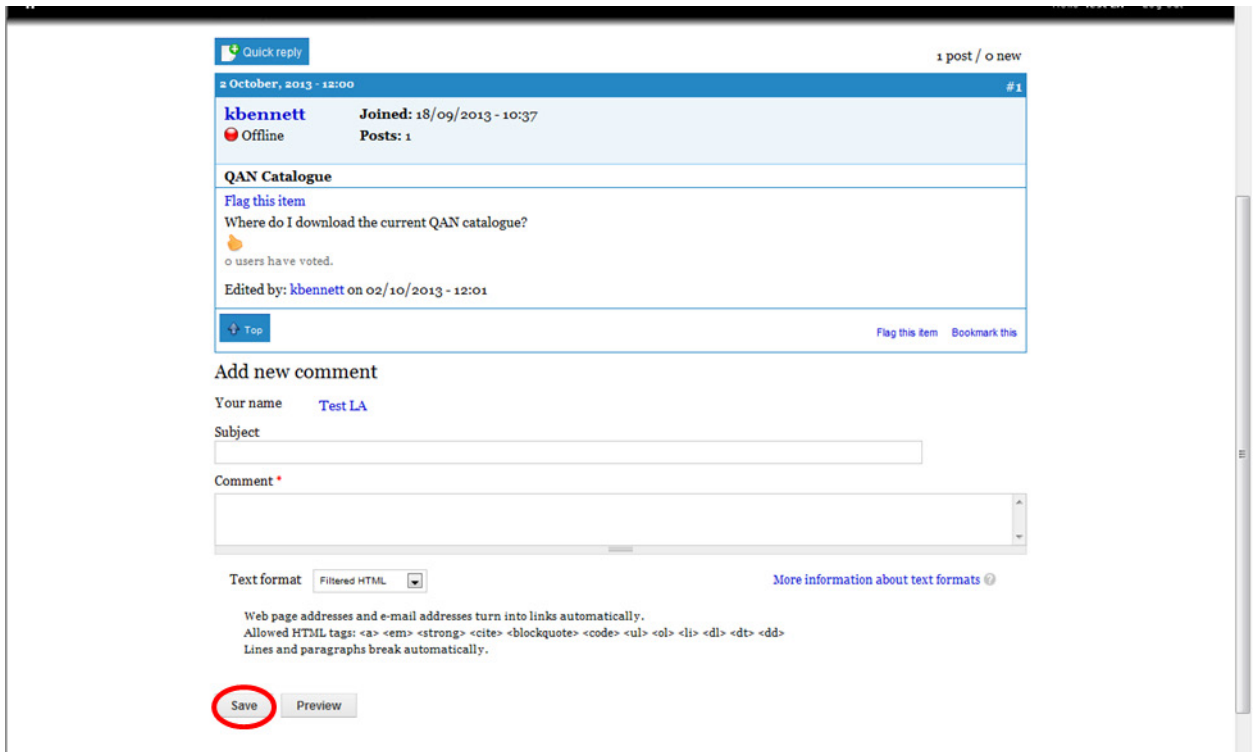 Quick reply
1 post / 0 new
2 October, 2013 - 12:00 #1
kbennett Joined: 18/09/2013 - 10:37
Offline Posts: 1
QAN Catalogue
Flag this item
Where do I download the current QAN catalogue?
0 users have voted.
Edited by: kbennett on 02/10/2013 - 12:01
Top Flag this item Bookmark this
Add new comment
Your name Test LA
Subject
Comment *
Text format Filtered HTML More information about text formats
Web page addresses and e-mail addresses turn into links automatically.
Allowed HTML tags: <a> <em> <strong> <cite> <blockquote> <code> <ul> <ol> <li> <dl> <dt> <dd>
Lines and paragraphs break automatically.
Save Preview